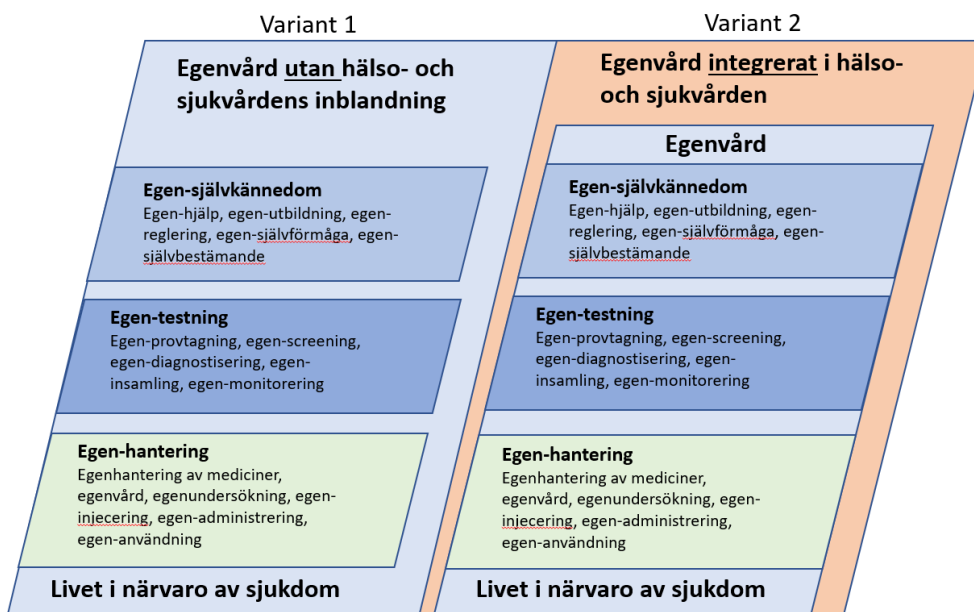 Variant 1
Egenvård utan hälso- och
sjukvårdens inblandning
Egen-självkännedom
Egen-hjälp, egen-utbildning, egen-
reglering, egen-självförmåga, egen-
självbestämande
Egen-testning
Egen-provtagning, egen-screening,
egen-diagnostisering, egen-
insamling, egen-monitorering
Egen-hantering
Egenhantering av mediciner,
egenvård, egenundersökning, egen-
injecering, egen-administrering,
egen-användning
Livet i närvaro av sjukdom
Variant 2
Egenvård integrerat i hälso-
och sjukvården
Egenvård
Egen-självkännedom
Egen-hjälp, egen-utbildning, egen-
reglering, egen-självförmåga, egen-
självbestämande
Egen-testning
Egen-provtagning, egen-screening,
egen-diagnostisering, egen-
insamling, egen-monitorering
Egen-hantering
Egenhantering av mediciner,
egenvård, egenundersökning, egen-
injecering, egen-administrering,
egen-användning
Livet i närvaro av sjukdom